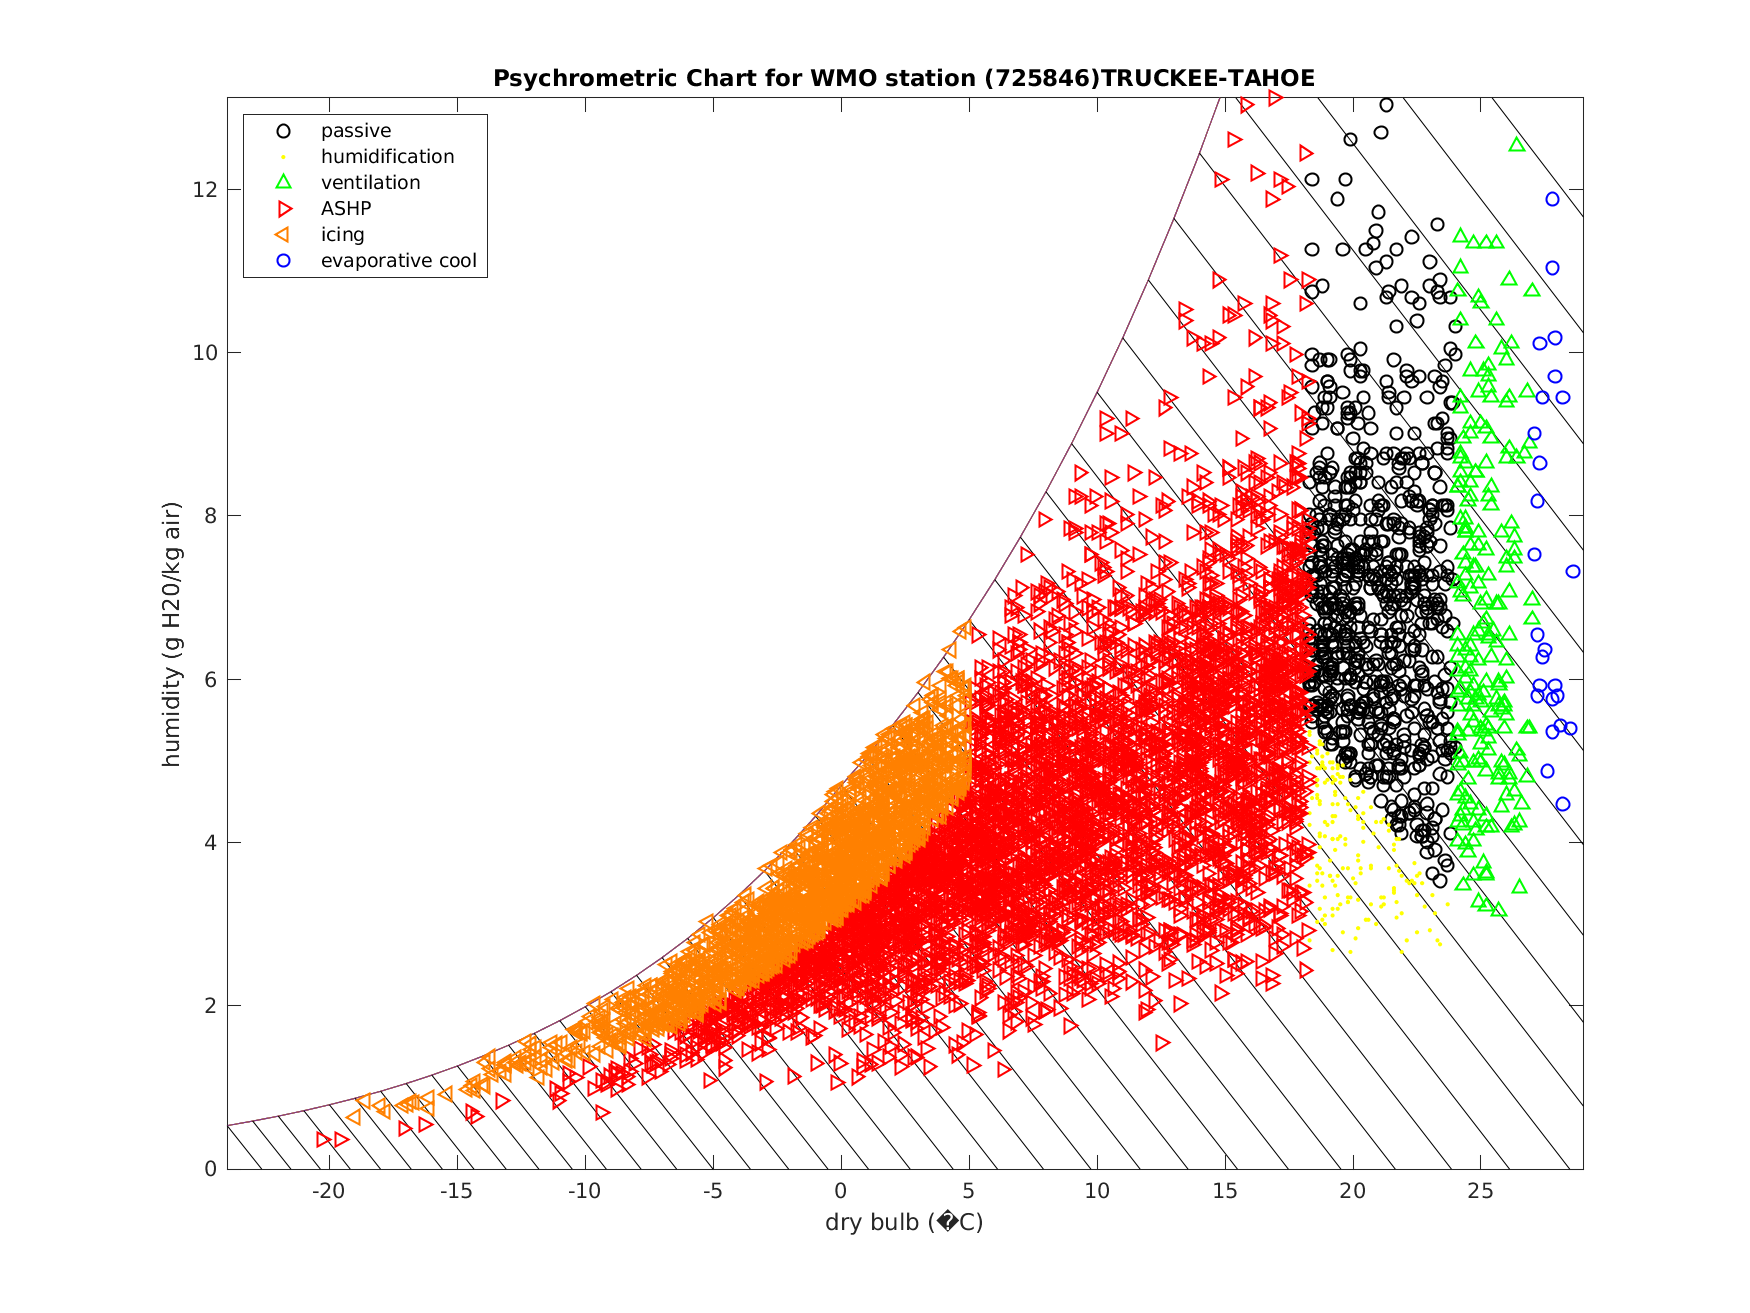 Psychrometric Chart for WMO station (725846)TRUCKEE-TAHOE
passive
humidification
ventilation
ASHP
icing
evaporative cool
12
10
8
6
4
2
0
humidity (g H20/kg air)
-20 -15 -10 -5 0 5 10 15 20 25
dry bulb (�C)